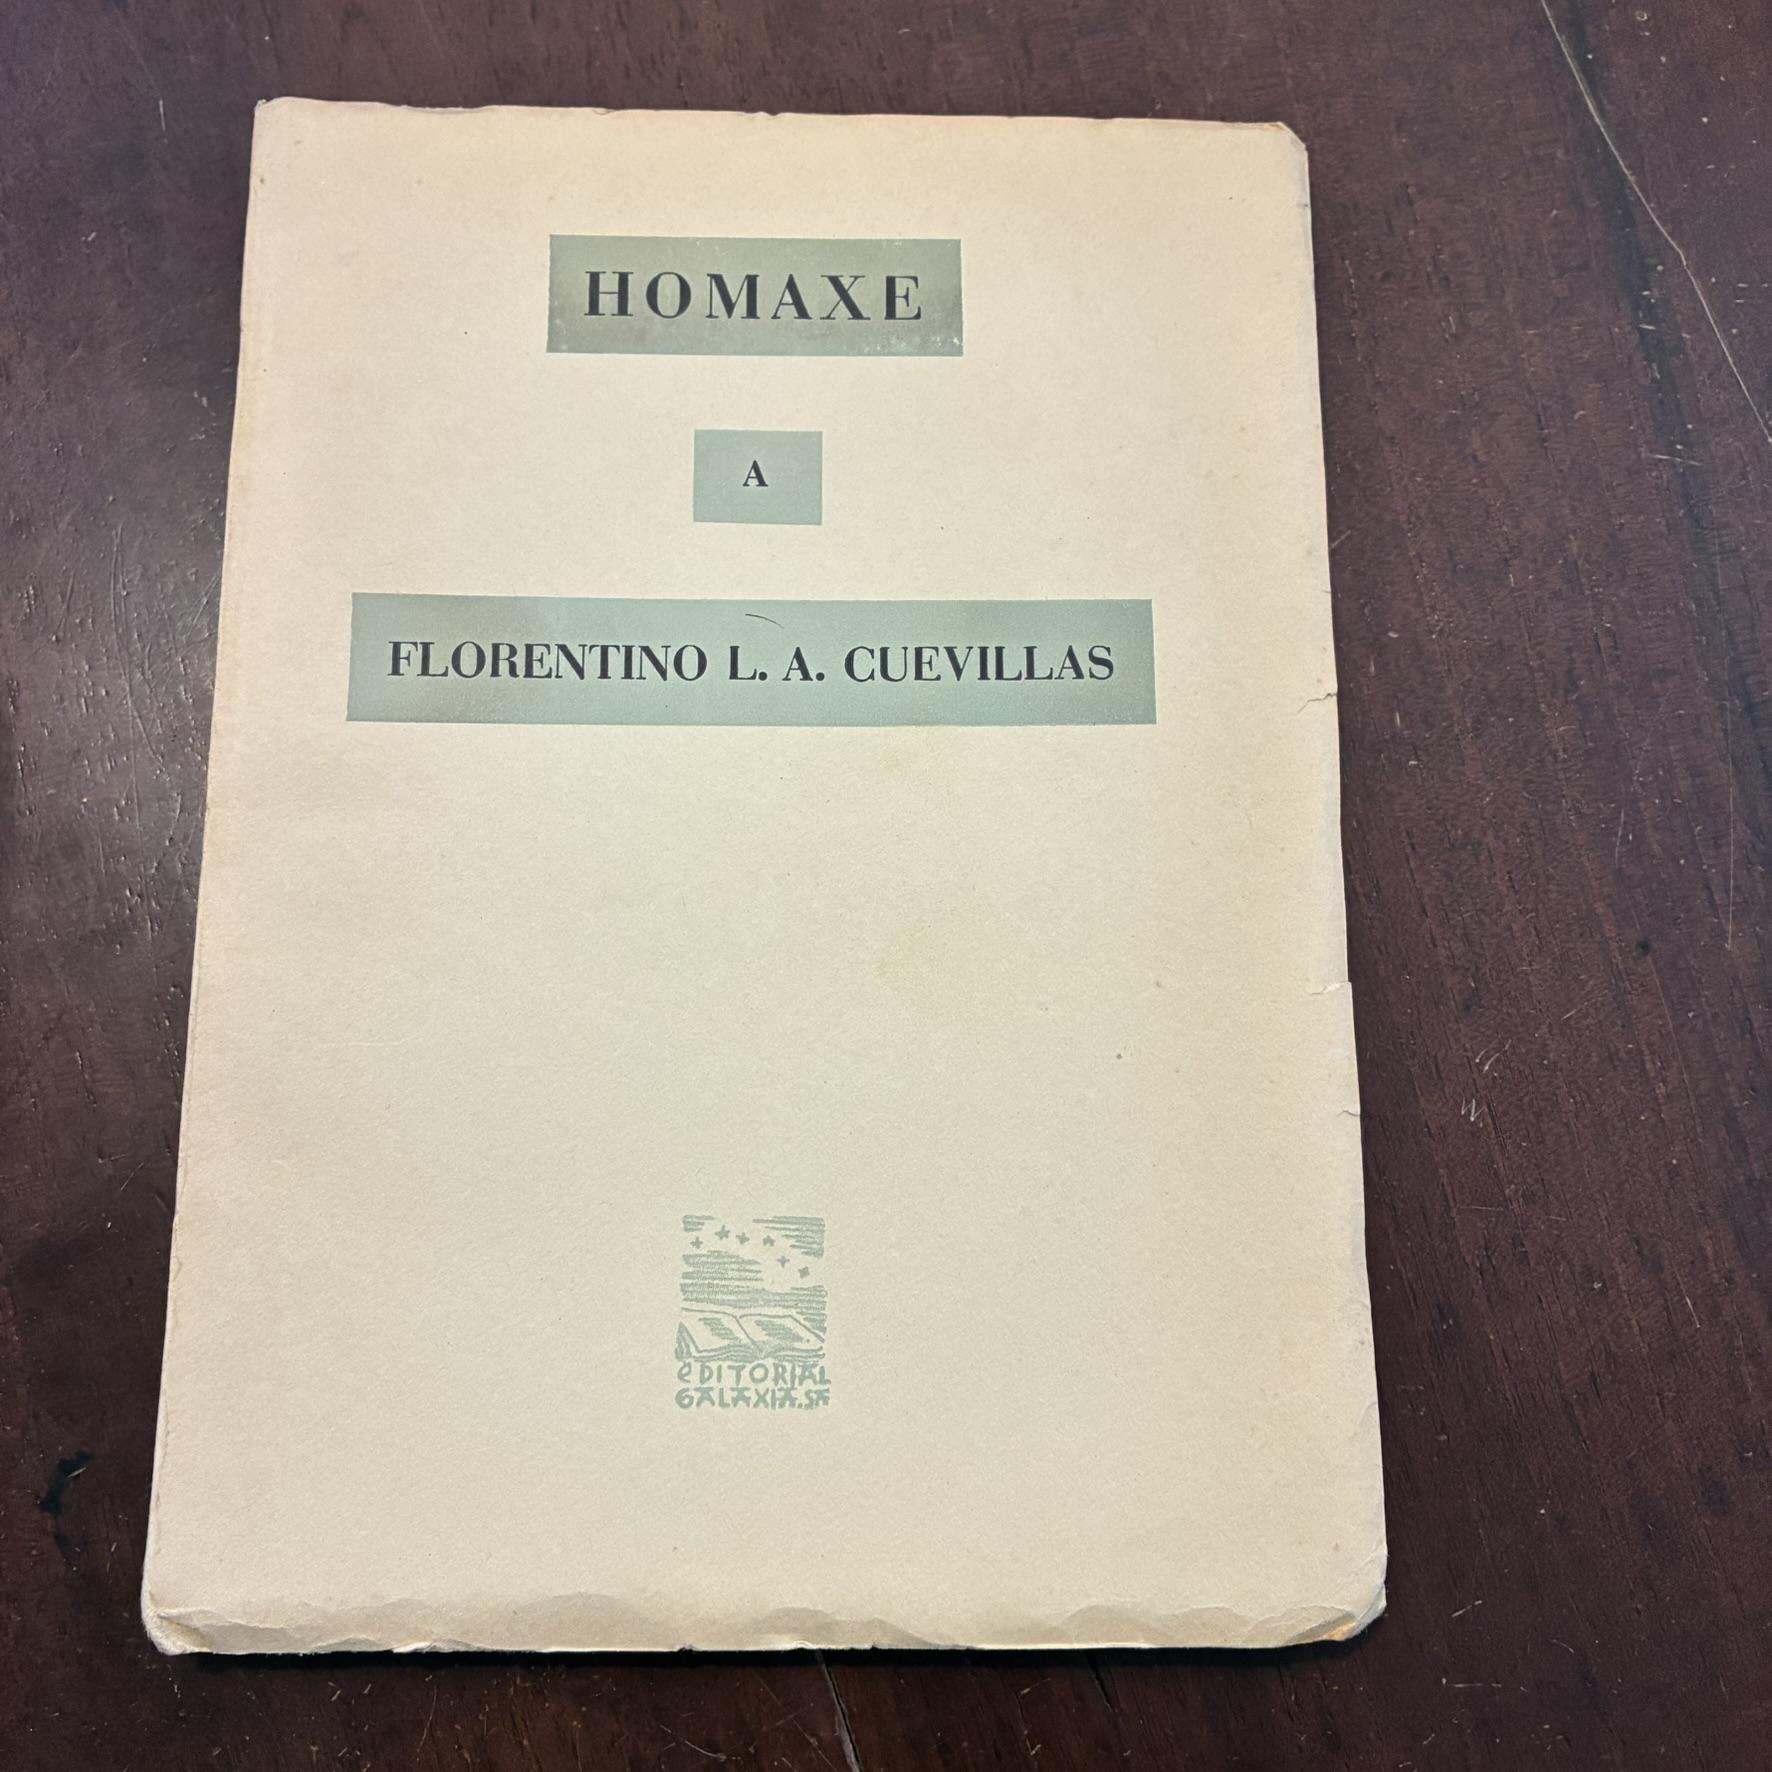 HOMAXE
A
FLORENTINO L. A. CUEVILLAS
eDITORIAL
GALAXIA.SA